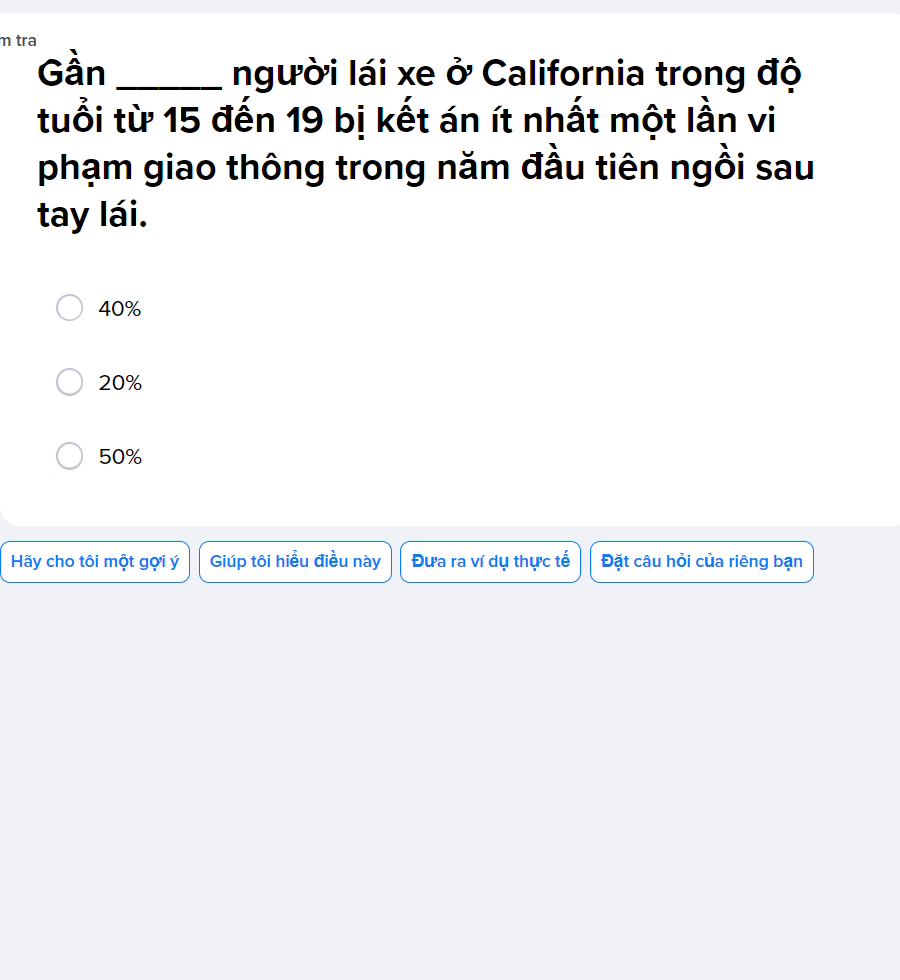 m tra
Gần ______ người lái xe ở California trong độ
tuổi từ 15 đến 19 bị kết án ít nhất một lần vi
phạm giao thông trong năm đầu tiên ngồi sau
tay lái.
40%
20%
50%
Hãy cho tôi một gợi ý Giúp tôi hiểu điều này Đưa ra ví dụ thực tế Đặt câu hỏi của riêng bạn